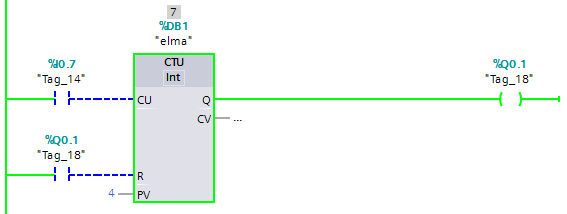 7
%DB1
"elma"
%I0.7
"Tag_14"
CTU
Int
%Q0.1
"Tag_18"
CU
Q
CV
...
%Q0.1
"Tag_18"
R
4
PV